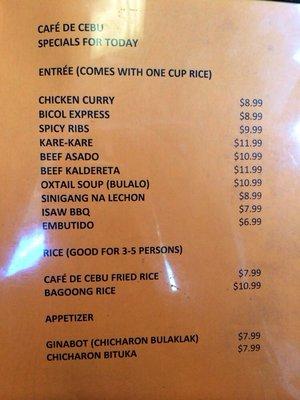 CAFÉ DE CEBU
SPECIALS FOR TODAY
ENTRÉE (COMES WITH ONE CUP RICE)
CHICKEN CURRY $8.99
BICOL EXPRESS $8.99
SPICY RIBS $9.99
KARE-KARE $11.99
BEEF ASADO $10.99
BEEF KALDERETA $11.99
OXTAIL SOUP (BULALO) $10.99
SINIGANG NA LECHON $8.99
ISAW BBQ $7.99
EMBUTIDO $6.99
RICE (GOOD FOR 3-5 PERSONS)
CAFÉ DE CEBU FRIED RICE $7.99
BAGOONG RICE $10.99
APPETIZER
GINABOT (CHICHARON BULAKLAK) $7.99
CHICHARON BITUKA $7.99